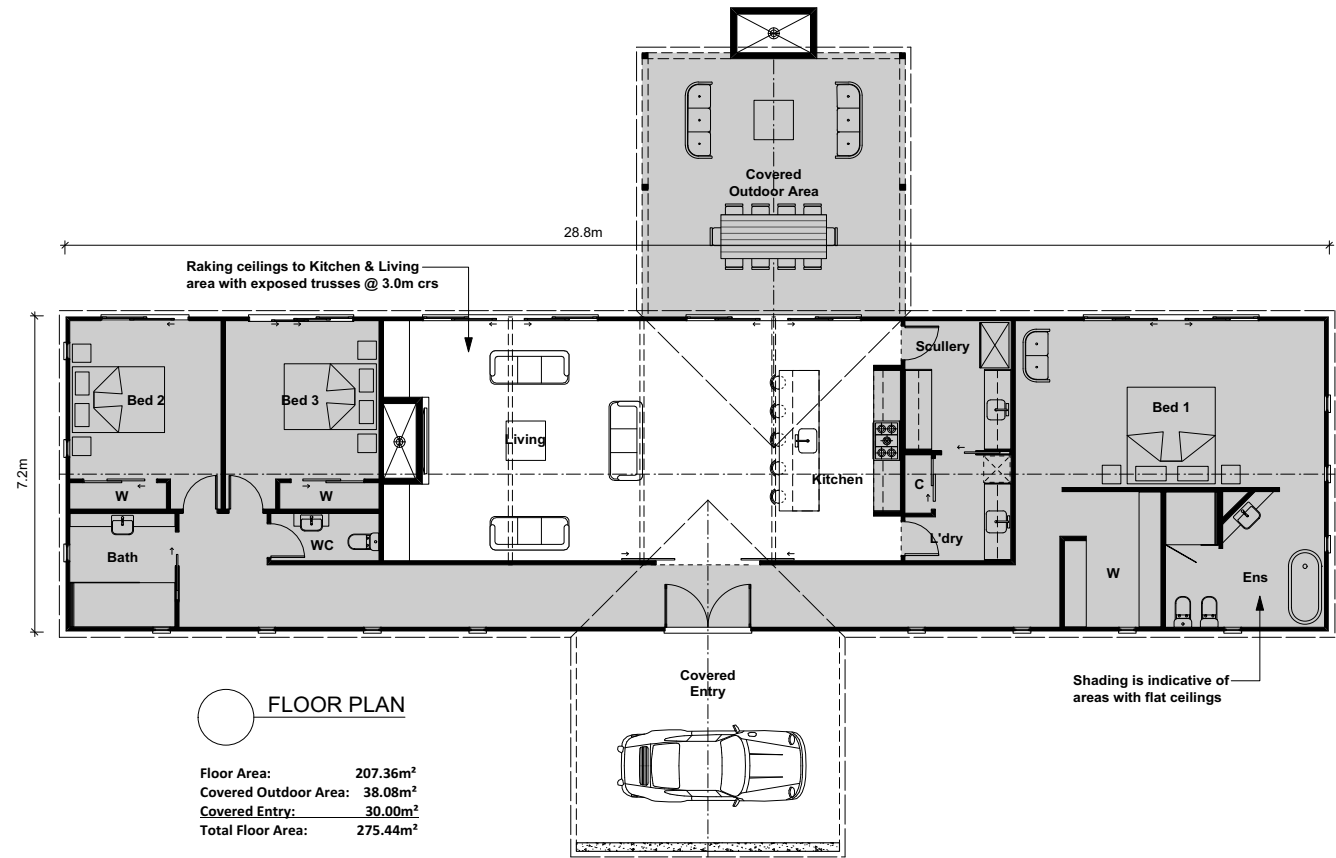 Covered
Outdoor Area
28.8m
Raking ceilings to Kitchen & Living
area with exposed trusses @ 3.0m crs
7.2m
Bed 2
Bed 3
Living
Kitchen
Scullery
Bed 1
W
W
C
Bath
WC
L'dry
W
Ens
Covered
Entry
Shading is indicative of
areas with flat ceilings
FLOOR PLAN
Floor Area: 207.36m²
Covered Outdoor Area: 38.08m²
Covered Entry: 30.00m²
Total Floor Area: 275.44m²